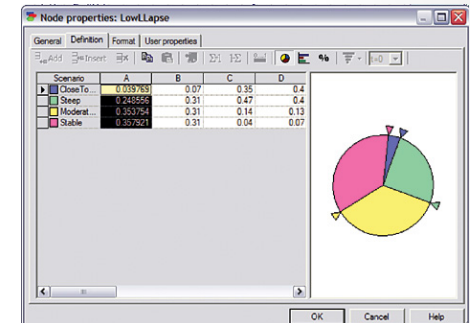 Node properties: LowLLapse
General Definition Format User properties
Add Insert % t=0
Scenario A B C D
CloseTo... 0.039769 0.07 0.35 0.4
Steep 0.248556 0.31 0.47 0.4
Moderat... 0.353754 0.31 0.14 0.13
Stable 0.357921 0.31 0.04 0.07
OK Cancel Help